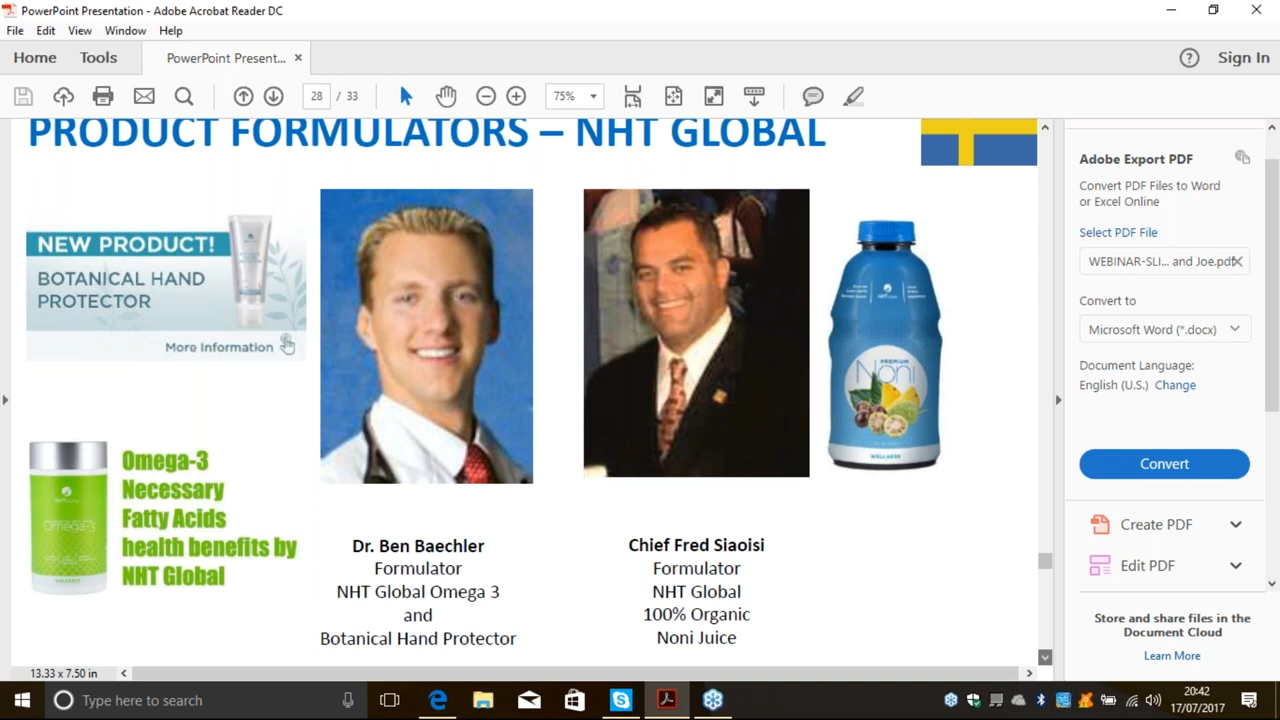 PowerPoint Presentation - Adobe Acrobat Reader DC
File Edit View Window Help
Home Tools PowerPoint Present... × Sign In
28 / 33 75%
PRODUCT FORMULATORS – NHT GLOBAL
NEW PRODUCT!
BOTANICAL HAND
PROTECTOR
More Information
Omega-3
Necessary
Fatty Acids
health benefits by
NHT Global
Omega-3
WELLNESS
Dr. Ben Baechler
Formulator
NHT Global Omega 3
and
Botanical Hand Protector
Chief Fred Siaoisi
Formulator
NHT Global
100% Organic
Noni Juice
PREMIUM
Noni
WELLNESS
13.33 x 7.50 in
Adobe Export PDF
Convert PDF Files to Word
or Excel Online
Select PDF File
WEBINAR-SLI... and Joe.pdf
Convert to
Microsoft Word (*.docx)
Document Language:
English (U.S.) Change
Convert
Create PDF
Edit PDF
Store and share files in the
Document Cloud
Learn More
Type here to search
20:42
17/07/2017